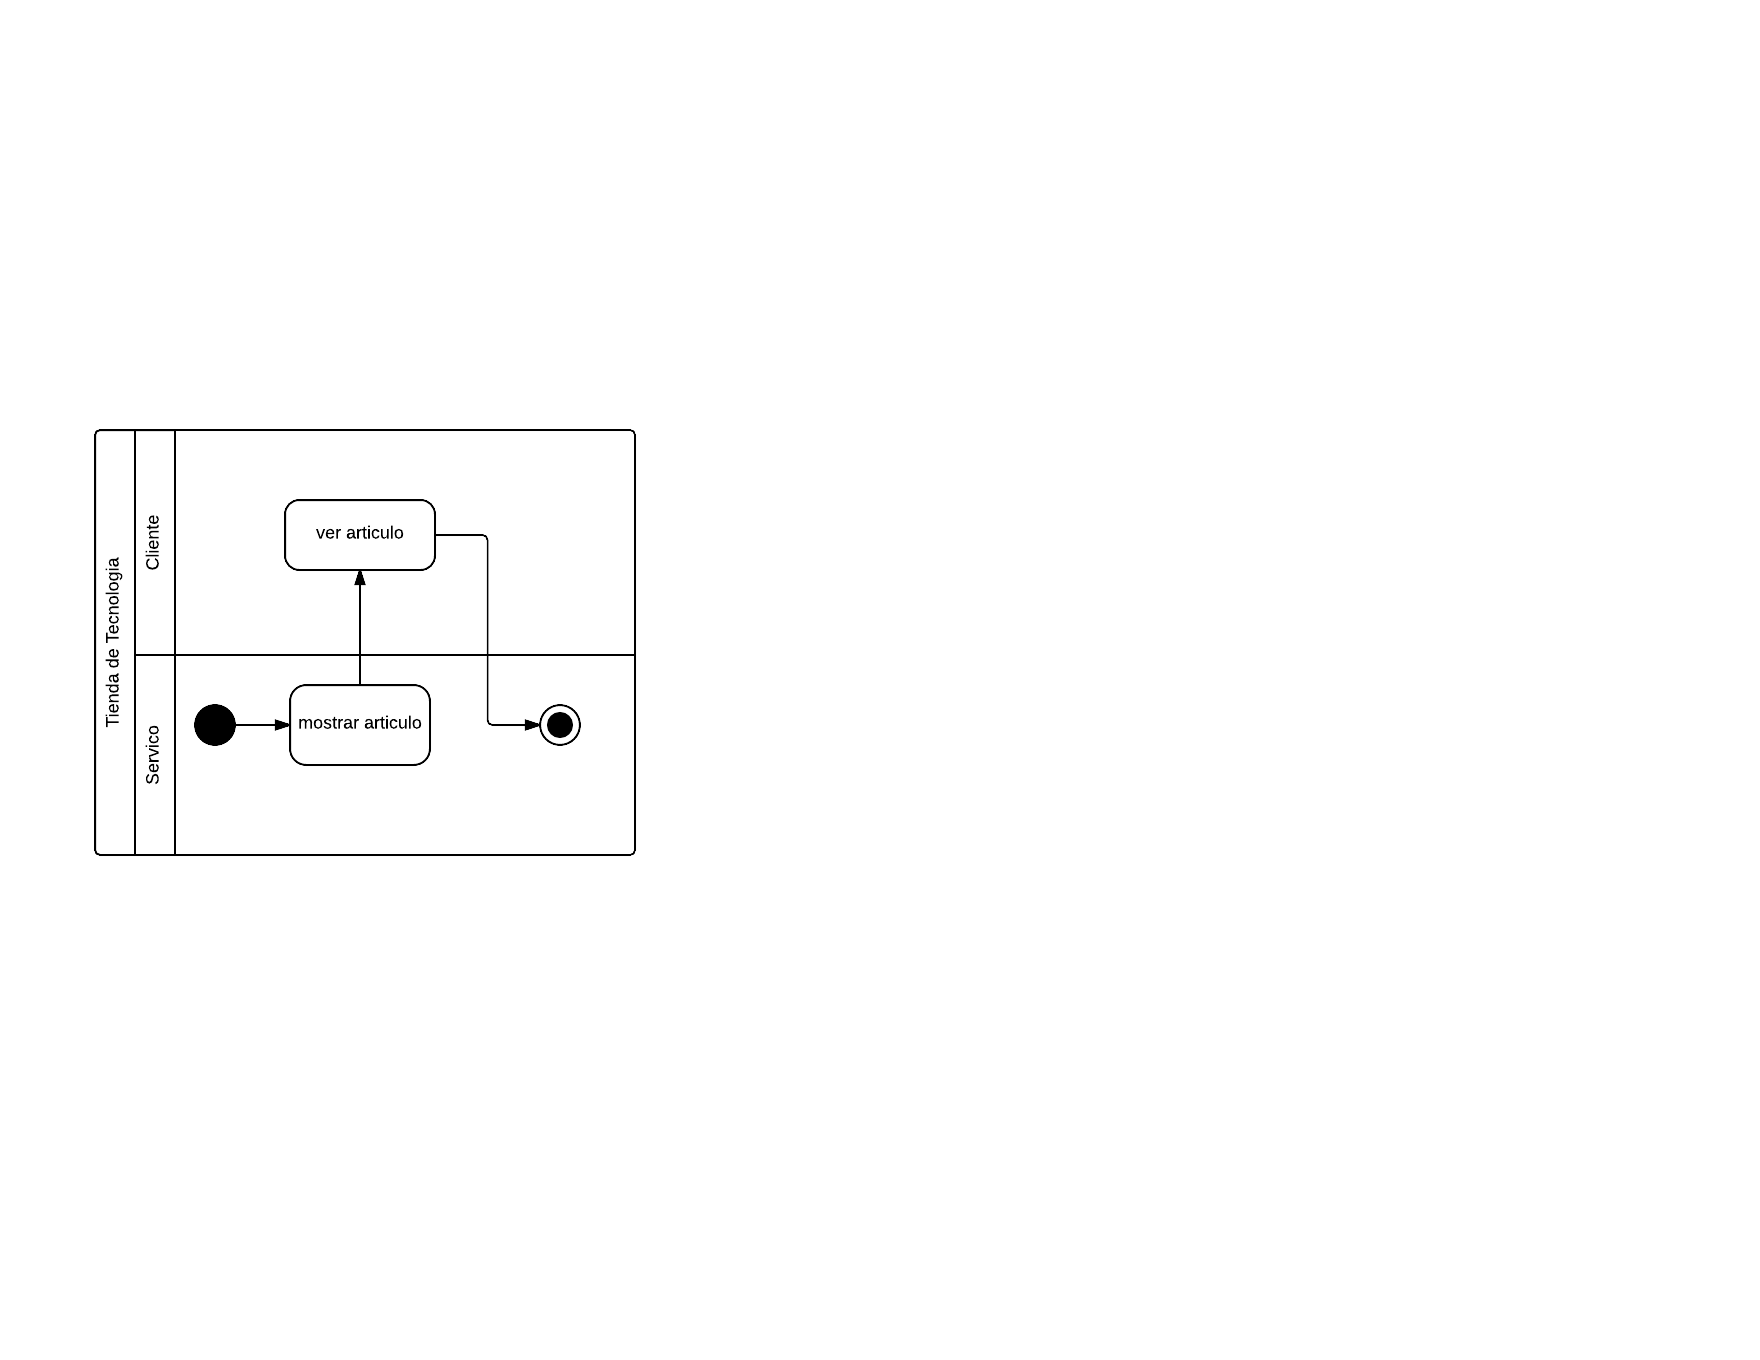 Tienda de Tecnologia
Cliente
ver articulo
Servico
mostrar articulo